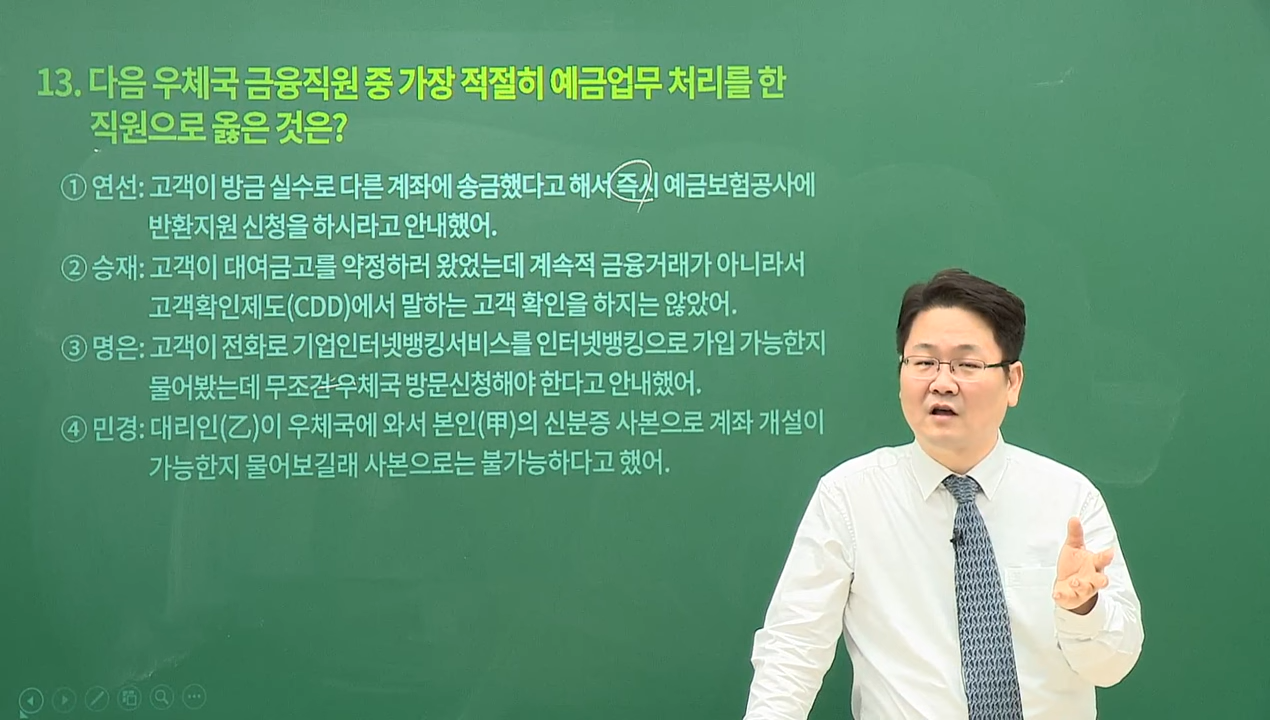 13. 다음 우체국 금융직원 중 가장 적절히 예금업무 처리를 한
직원으로 옳은 것은?
① 연선: 고객이 방금 실수로 다른 계좌에 송금했다고 해서 즉시 예금보험공사에
반환지원 신청을 하시라고 안내했어.
② 승재: 고객이 대여금고를 약정하러 왔었는데 계속적 금융거래가 아니라서
고객확인제도(CDD)에서 말하는 고객 확인을 하지는 않았어.
③ 명은: 고객이 전화로 기업인터넷뱅킹서비스를 인터넷뱅킹으로 가입 가능한지
물어봤는데 무조건 우체국 방문신청해야 한다고 안내했어.
④ 민경: 대리인(乙)이 우체국에 와서 본인(甲)의 신분증 사본으로 계좌 개설이
가능한지 물어보길래 사본으로는 불가능하다고 했어.